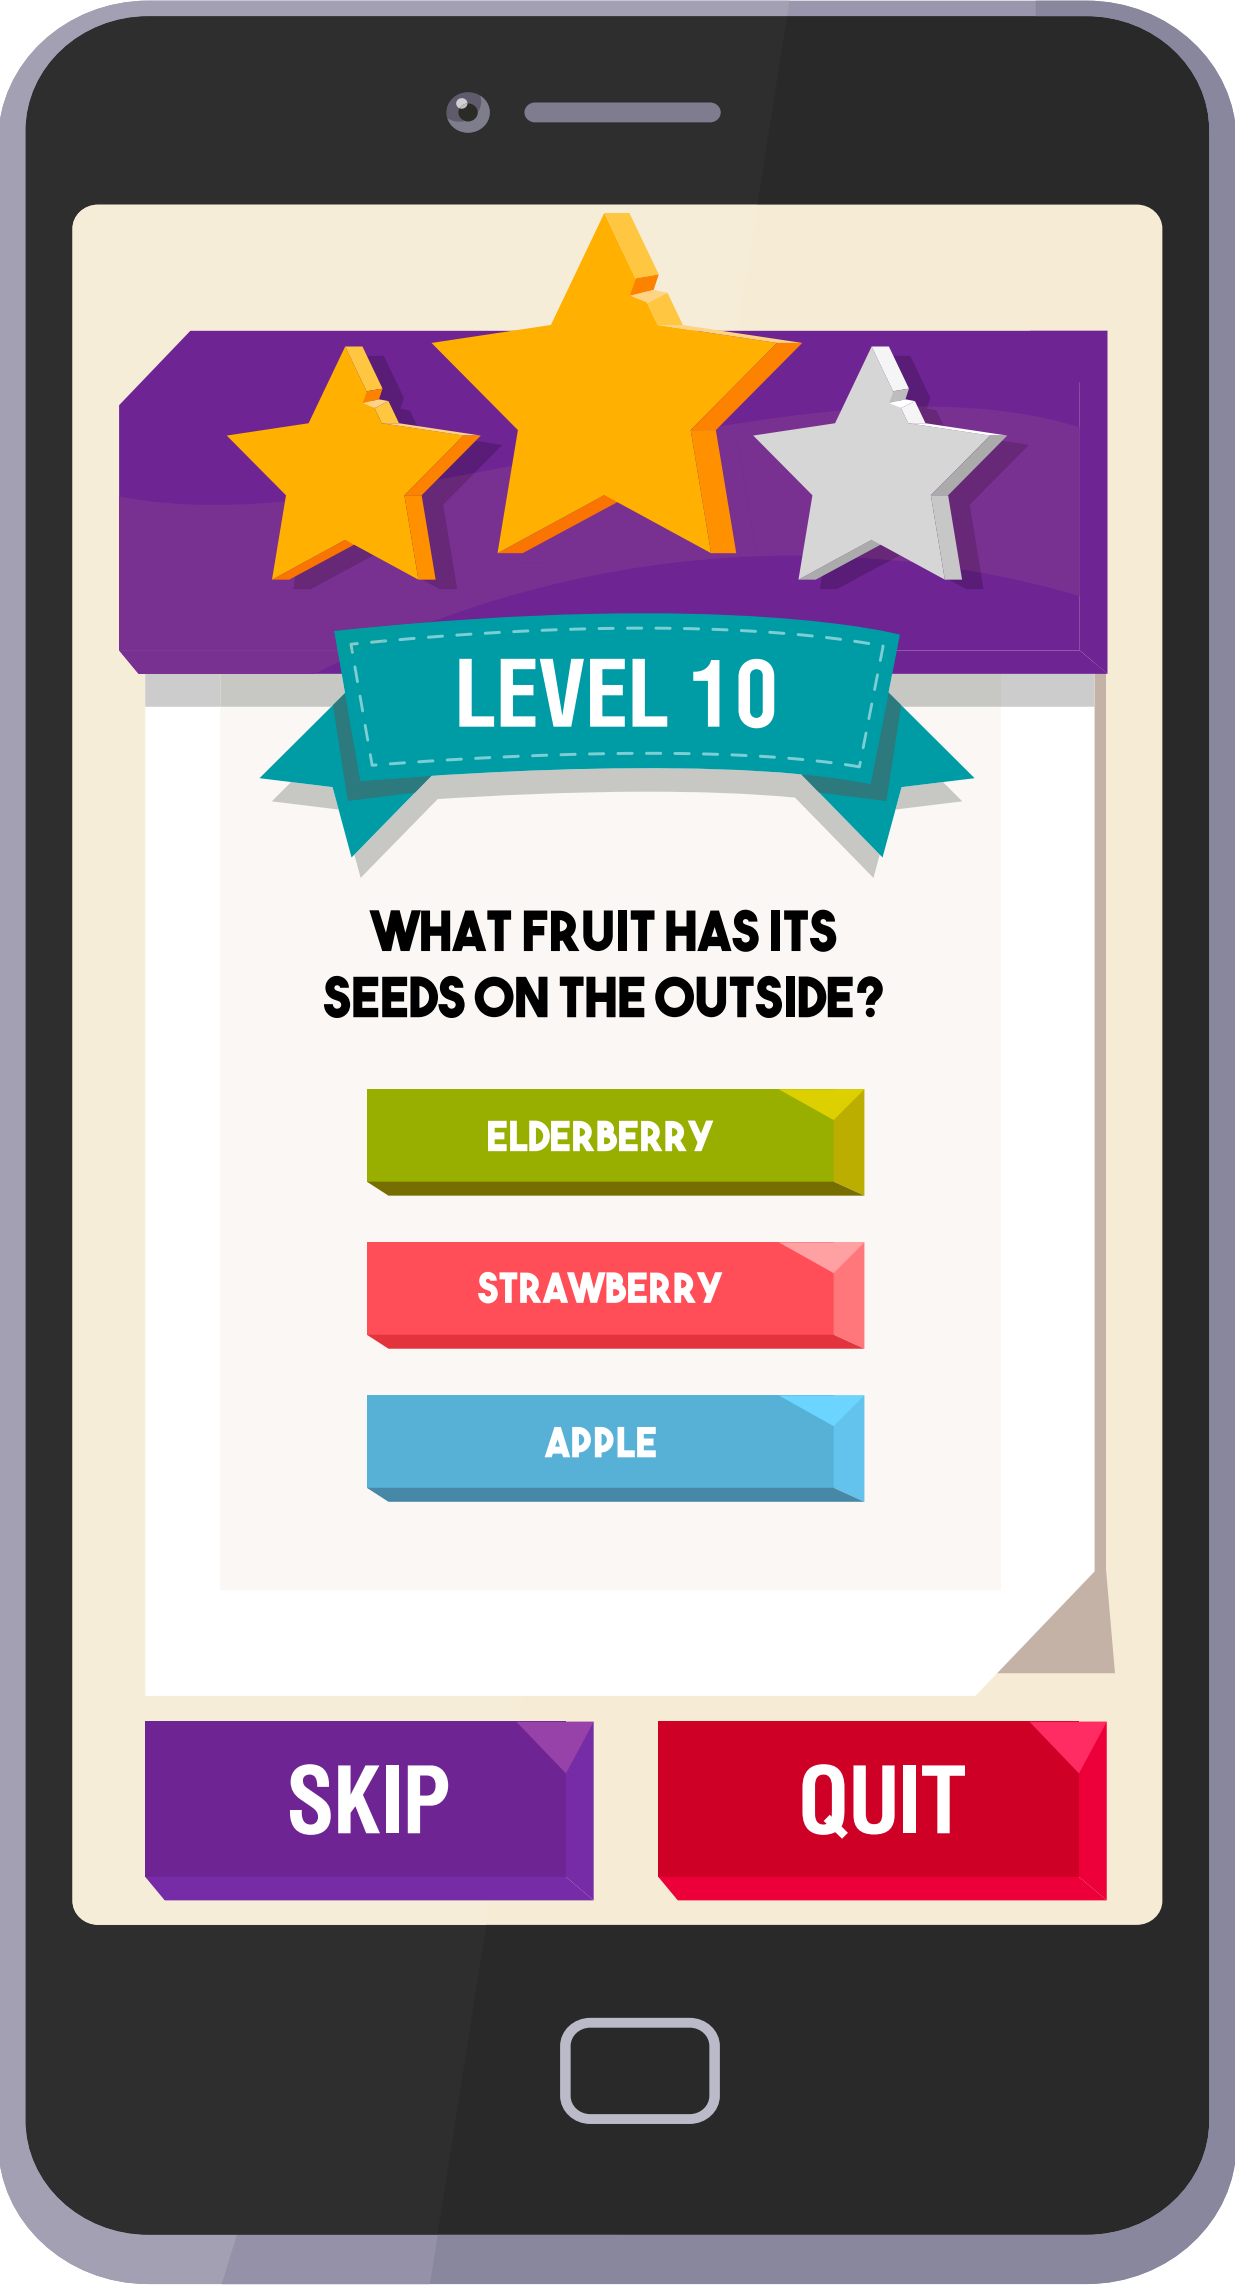 LEVEL 10
WHAT FRUIT HAS ITS
SEEDS ON THE OUTSIDE?
ELDERBERRY
STRAWBERRY
APPLE
SKIP
QUIT